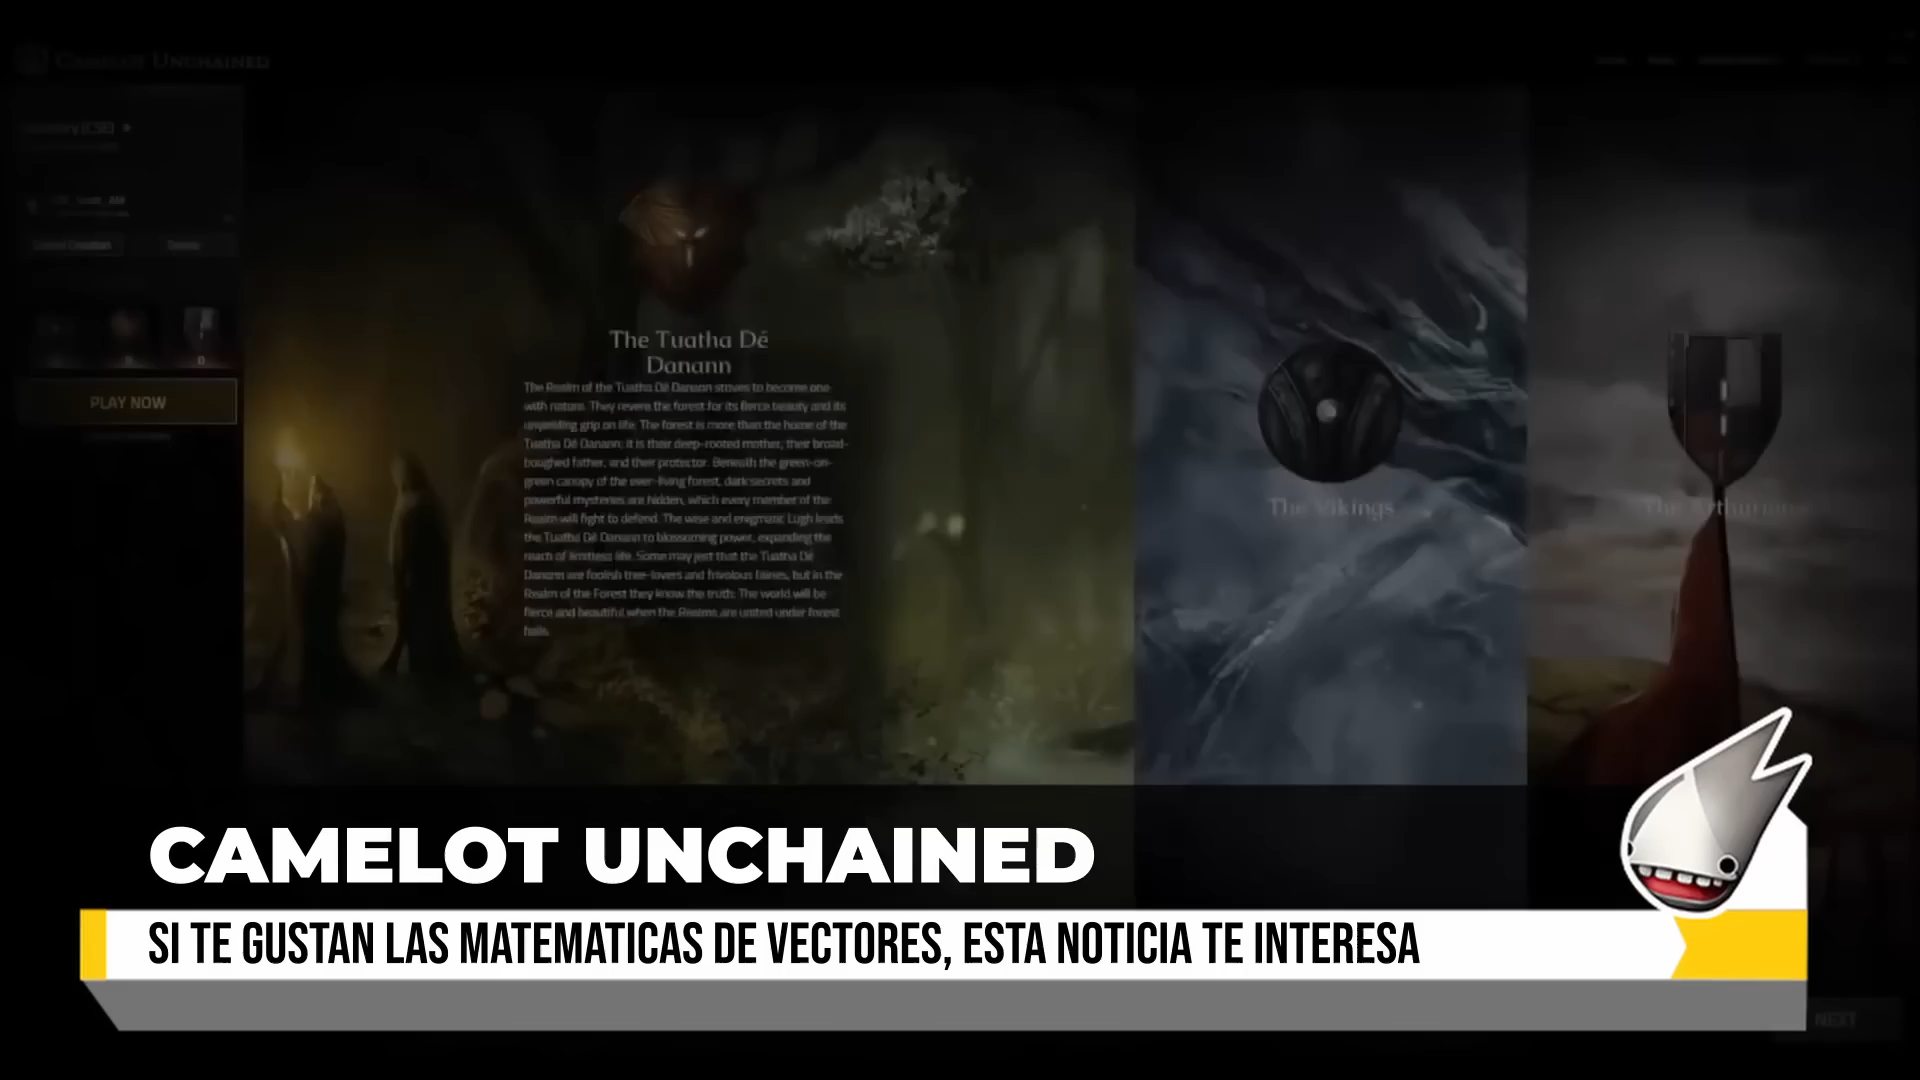 CAMELOT UNCHAINED
The Tuatha Dé
Danann
The Realm of the Tuatha Dé Danann strives to become one
with nature. They revere the forest for its fierce beauty and its
unyielding grip on life. The forest is more than the home of the
Tuatha Dé Danann; it is their deep-rooted mother, their broad-
boughed father, and their protector. Beneath the green-on-
green canopy of the ever-living forest, dark secrets and
powerful mysteries are hidden, which every member of the
Realm will fight to defend. The wise and enigmatic Lugh leads
the Tuatha Dé Danann to blossoming power, expanding the
reach of limitless life. Some may jest that the Tuatha Dé
Danann are foolish tree-lovers and frivolous fairies, but in the
Realm of the Forest they know the truth: The world will be
fierce and beautiful when the Realms are united under forest
halls.
PLAY NOW
The Vikings
The Arthurians
CAMELOT UNCHAINED
SI TE GUSTAN LAS MATEMATICAS DE VECTORES, ESTA NOTICIA TE INTERESA
NEXT